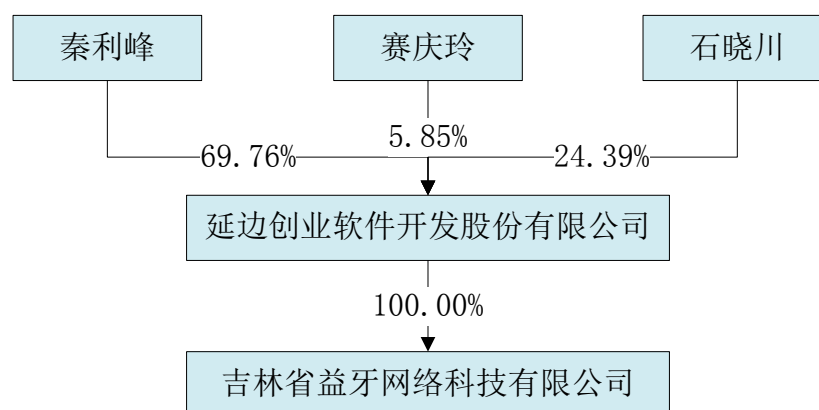 秦利峰
赛庆玲
石晓川
69.76%
5.85%
24.39%
延边创业软件开发股份有限公司
100.00%
吉林省益牙网络科技有限公司